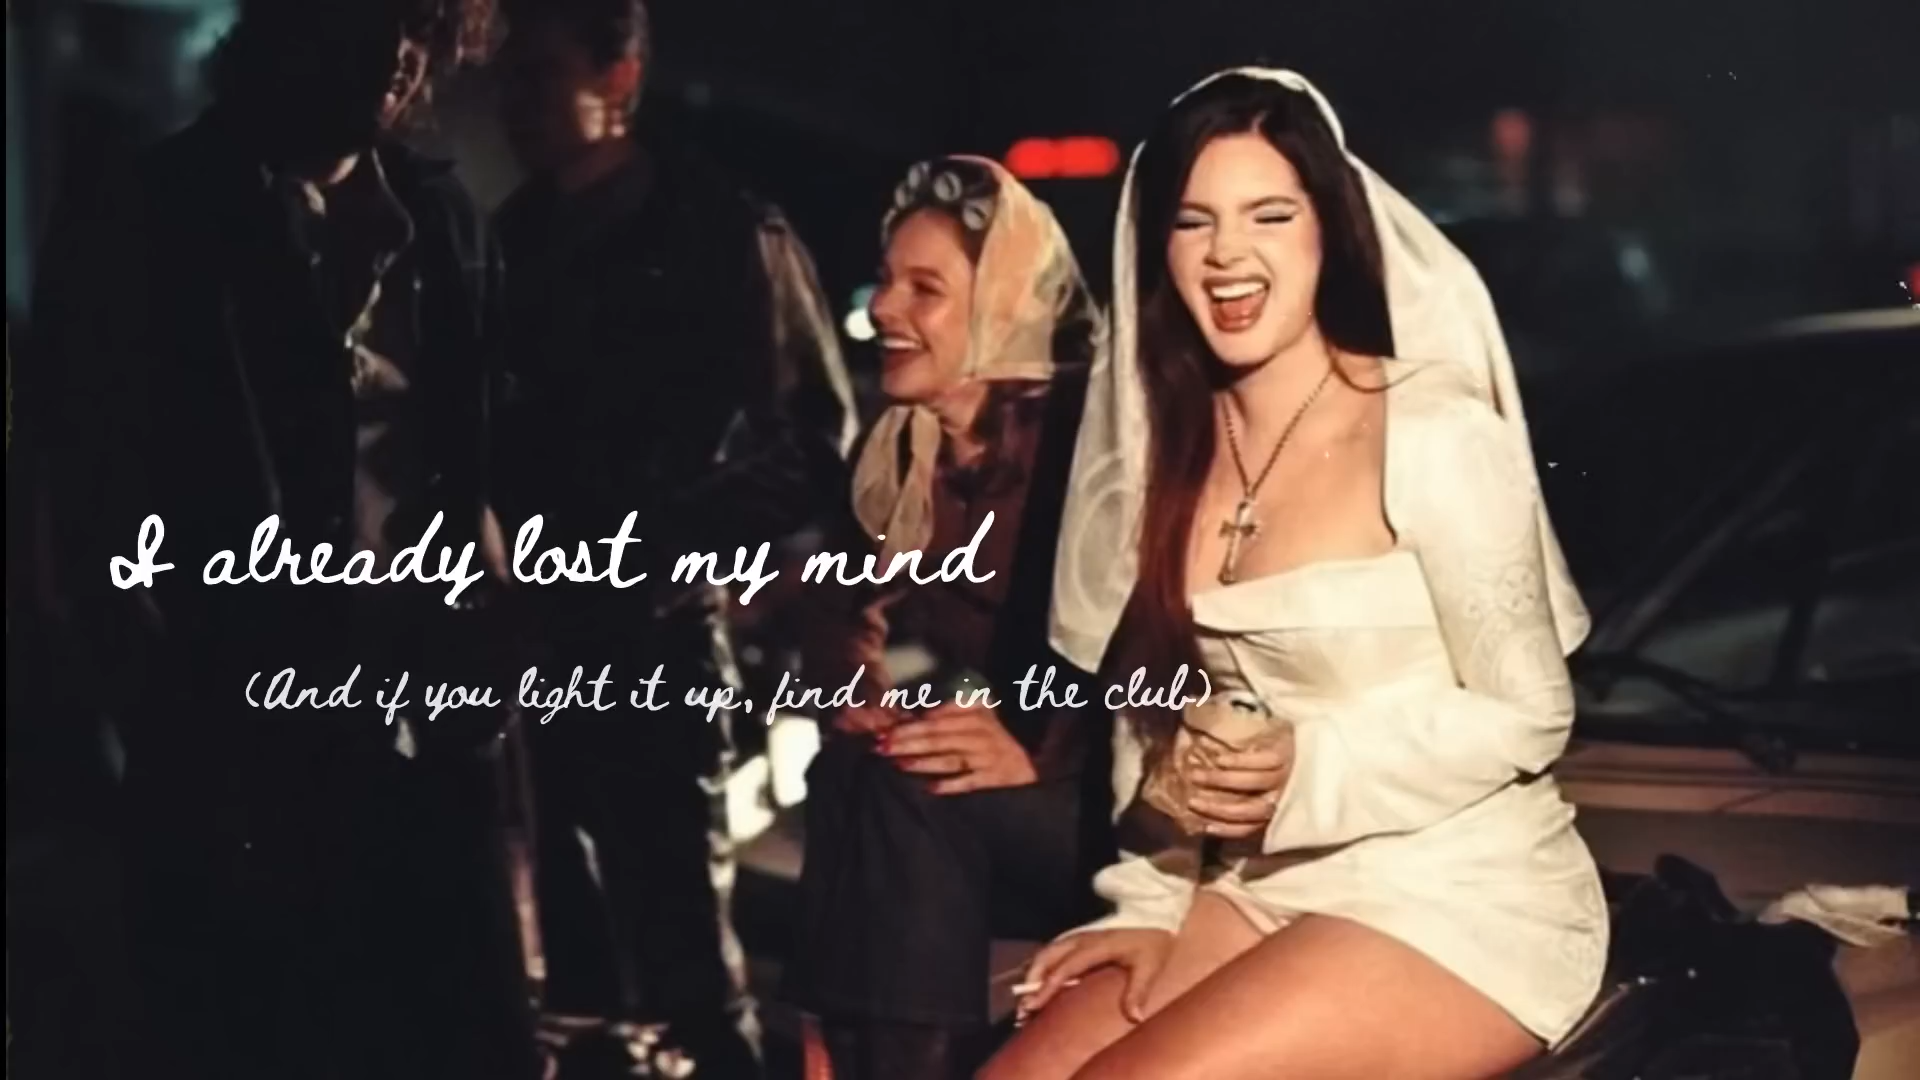 I already lost my mind
(And if you light it up, find me in the club)